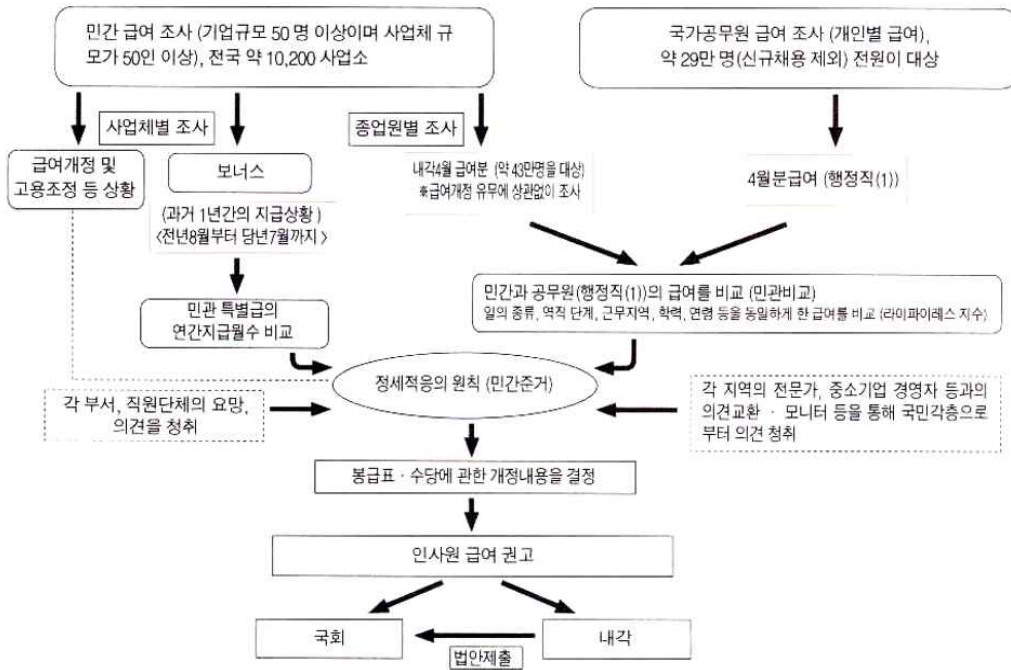 민간 급여 조사 (기업규모 50 명 이상이며 사업체 규
모가 50인 이상), 전국 약 10,200 사업소
국가공무원 급여 조사 (개인별 급여),
약 29만 명(신규채용 제외) 전원이 대상
사업체별 조사
종업원별 조사
급여개정 및
고용조정 등 상황
보너스
(과거 1년간의 지급상황 )
〈전년8월부터 당년7월까지 〉
내각4월 급여분 (약 43만명을 대상)
※급여개정 유무에 상관없이 조사
4월분급여 (행정직(1))
민관 특별급의
연간지급월수 비교
민간과 공무원(행정직(1))의 급여를 비교 (민관비교)
일의 종류, 역직 단계, 근무지역, 학력, 연령 등을 동일하게 한 급여를 비교 (라이파이레스 지수)
정세적응의 원칙 (민간준거)
각 부서, 직원단체의 요망,
의견을 청취
각 지역의 전문가, 중소기업 경영자 등과의
의견교환 · 모니터 등을 통해 국민각층으로
부터 의견 청취
봉급표 · 수당에 관한 개정내용을 결정
인사원 급여 권고
국회
내각
법안제출